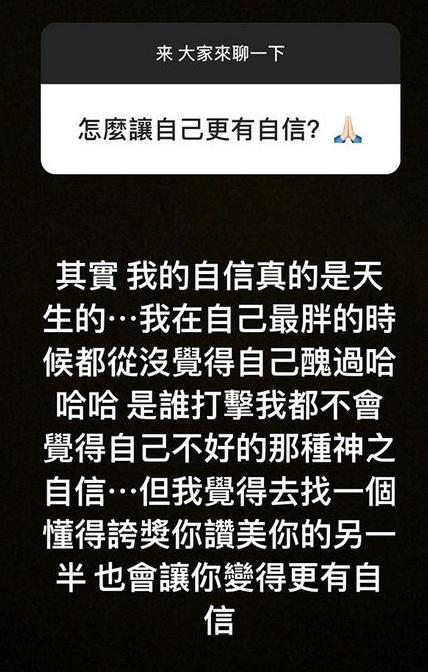 来 大家來聊一下
怎麼讓自己更有自信？🙏🏻
其實 我的自信真的是天
生的⋯我在自己最胖的時
候都從沒覺得自己醜過哈
哈哈 是誰打擊我都不會
覺得自己不好的那種神之
自信⋯但我覺得去找一個
懂得誇獎你讚美你的另一
半 也會讓你變得更有自
信